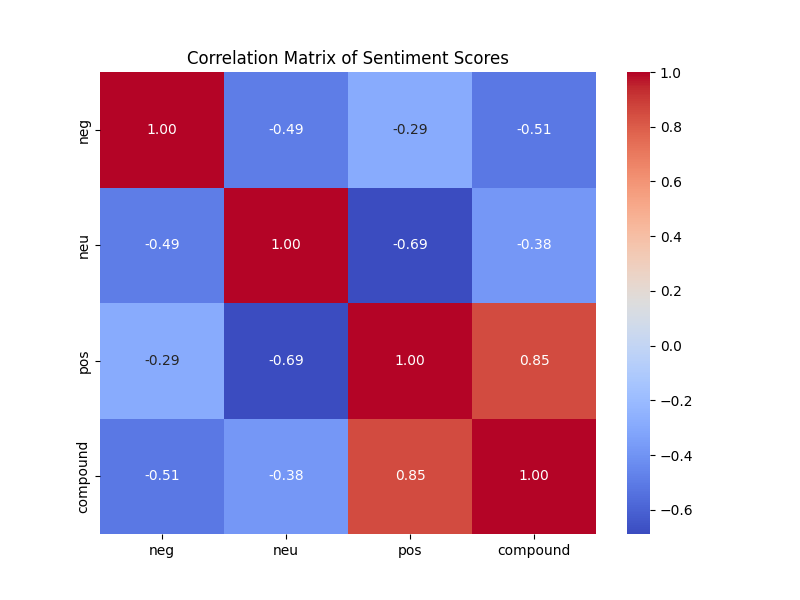 Correlation Matrix of Sentiment Scores
neg 1.00 -0.49 -0.29 -0.51
neu -0.49 1.00 -0.69 -0.38
pos -0.29 -0.69 1.00 0.85
compound -0.51 -0.38 0.85 1.00
neg neu pos compound
1.0
0.8
0.6
0.4
0.2
0.0
−0.2
−0.4
−0.6